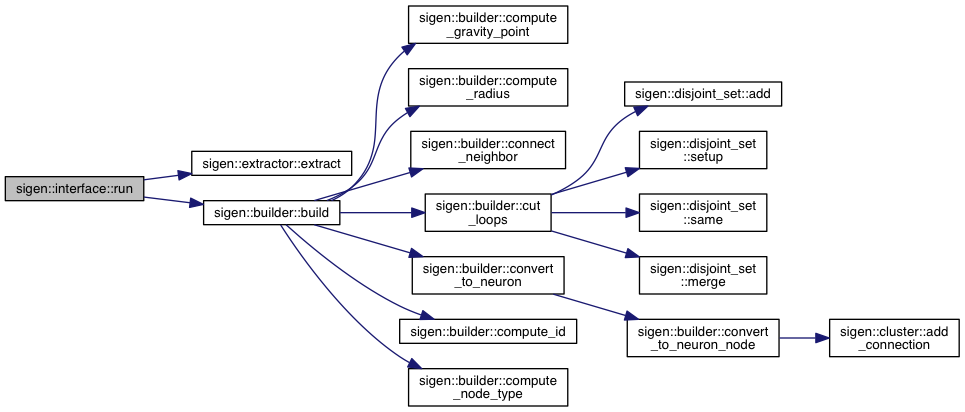 sigen::interface::run
sigen::extractor::extract
sigen::builder::build
sigen::builder::compute
_gravity_point
sigen::builder::compute
_radius
sigen::builder::connect
_neighbor
sigen::builder::cut
_loops
sigen::builder::convert
_to_neuron
sigen::builder::compute_id
sigen::builder::compute
_node_type
sigen::disjoint_set::add
sigen::disjoint_set
::setup
sigen::disjoint_set
::same
sigen::disjoint_set
::merge
sigen::builder::convert
_to_neuron_node
sigen::cluster::add
_connection